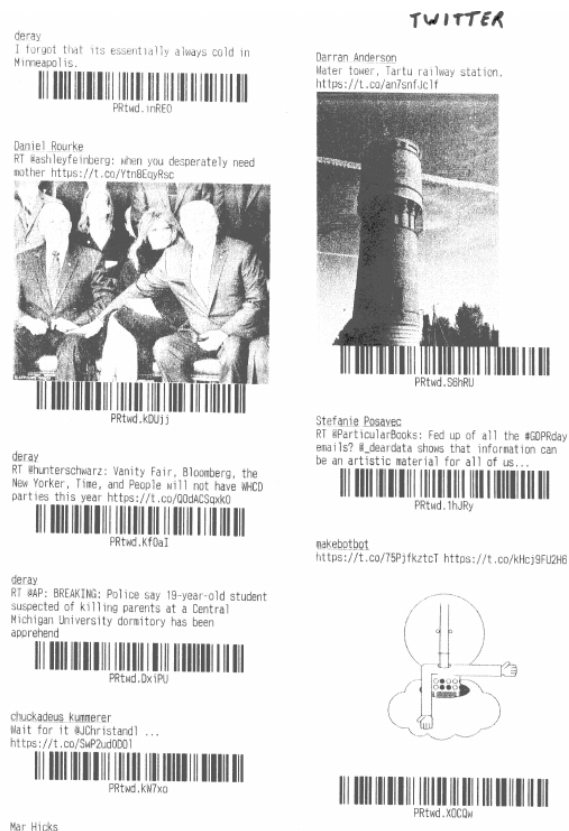 TWITTER
deray
I forgot that its essentially always cold in
Minneapolis.
PRtwd.inREO
Daniel Rourke
RT @ashleyfeinberg: when you desperately need
mother https://t.co/Ytn8EqyRsc
PRtwd.kDUjj
deray
RT @hunterschwarz: Vanity Fair, Bloomberg, the
New Yorker, Time, and People will not have WHCD
parties this year https://t.co/Q0dACSqxkO
PRtwd.KfOaI
deray
RT @AP: BREAKING: Police say 19-year-old student
suspected of killing parents at a Central
Michigan University dormitory has been
apprehend
PRtwd.DxiPU
chuckadeus kummerer
Wait for it @JChristandl ...
https://t.co/SwP2ud0DO1
PRtwd.kW7xo
Mar Hicks
Darran Anderson
Water tower, Tartu railway station.
https://t.co/an7snfJc1f
PRtwd.S6hRU
Stefanie Posavec
RT @ParticularBooks: Fed up of all the #GDPRday
emails? @_deardata shows that information can
be an artistic material for all of us...
PRtwd.1hJRy
makebotbot
https://t.co/75PjfkztcT https://t.co/kHcj9FU2H6
PRtwd.XOCQw